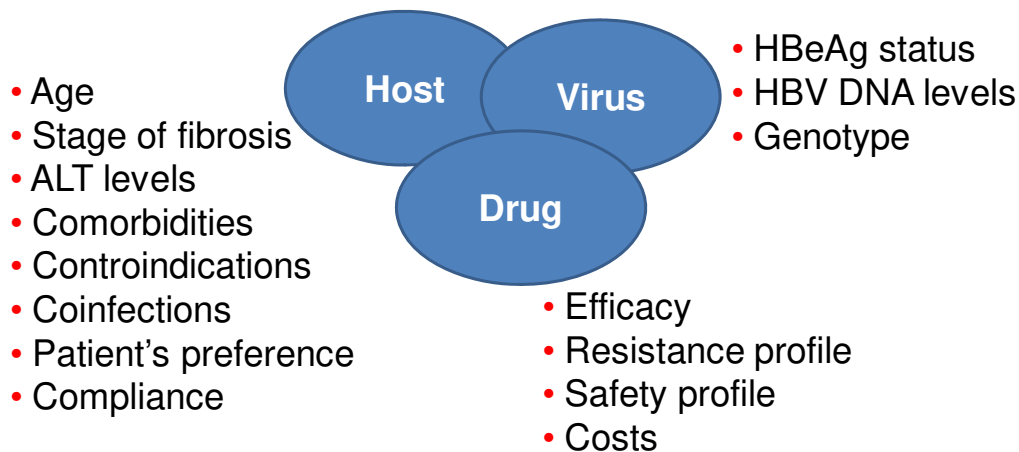 Host
Virus
Drug
• Age
• Stage of fibrosis
• ALT levels
• Comorbidities
• Controindications
• Coinfections
• Patient's preference
• Compliance
• HBeAg status
• HBV DNA levels
• Genotype
• Efficacy
• Resistance profile
• Safety profile
• Costs